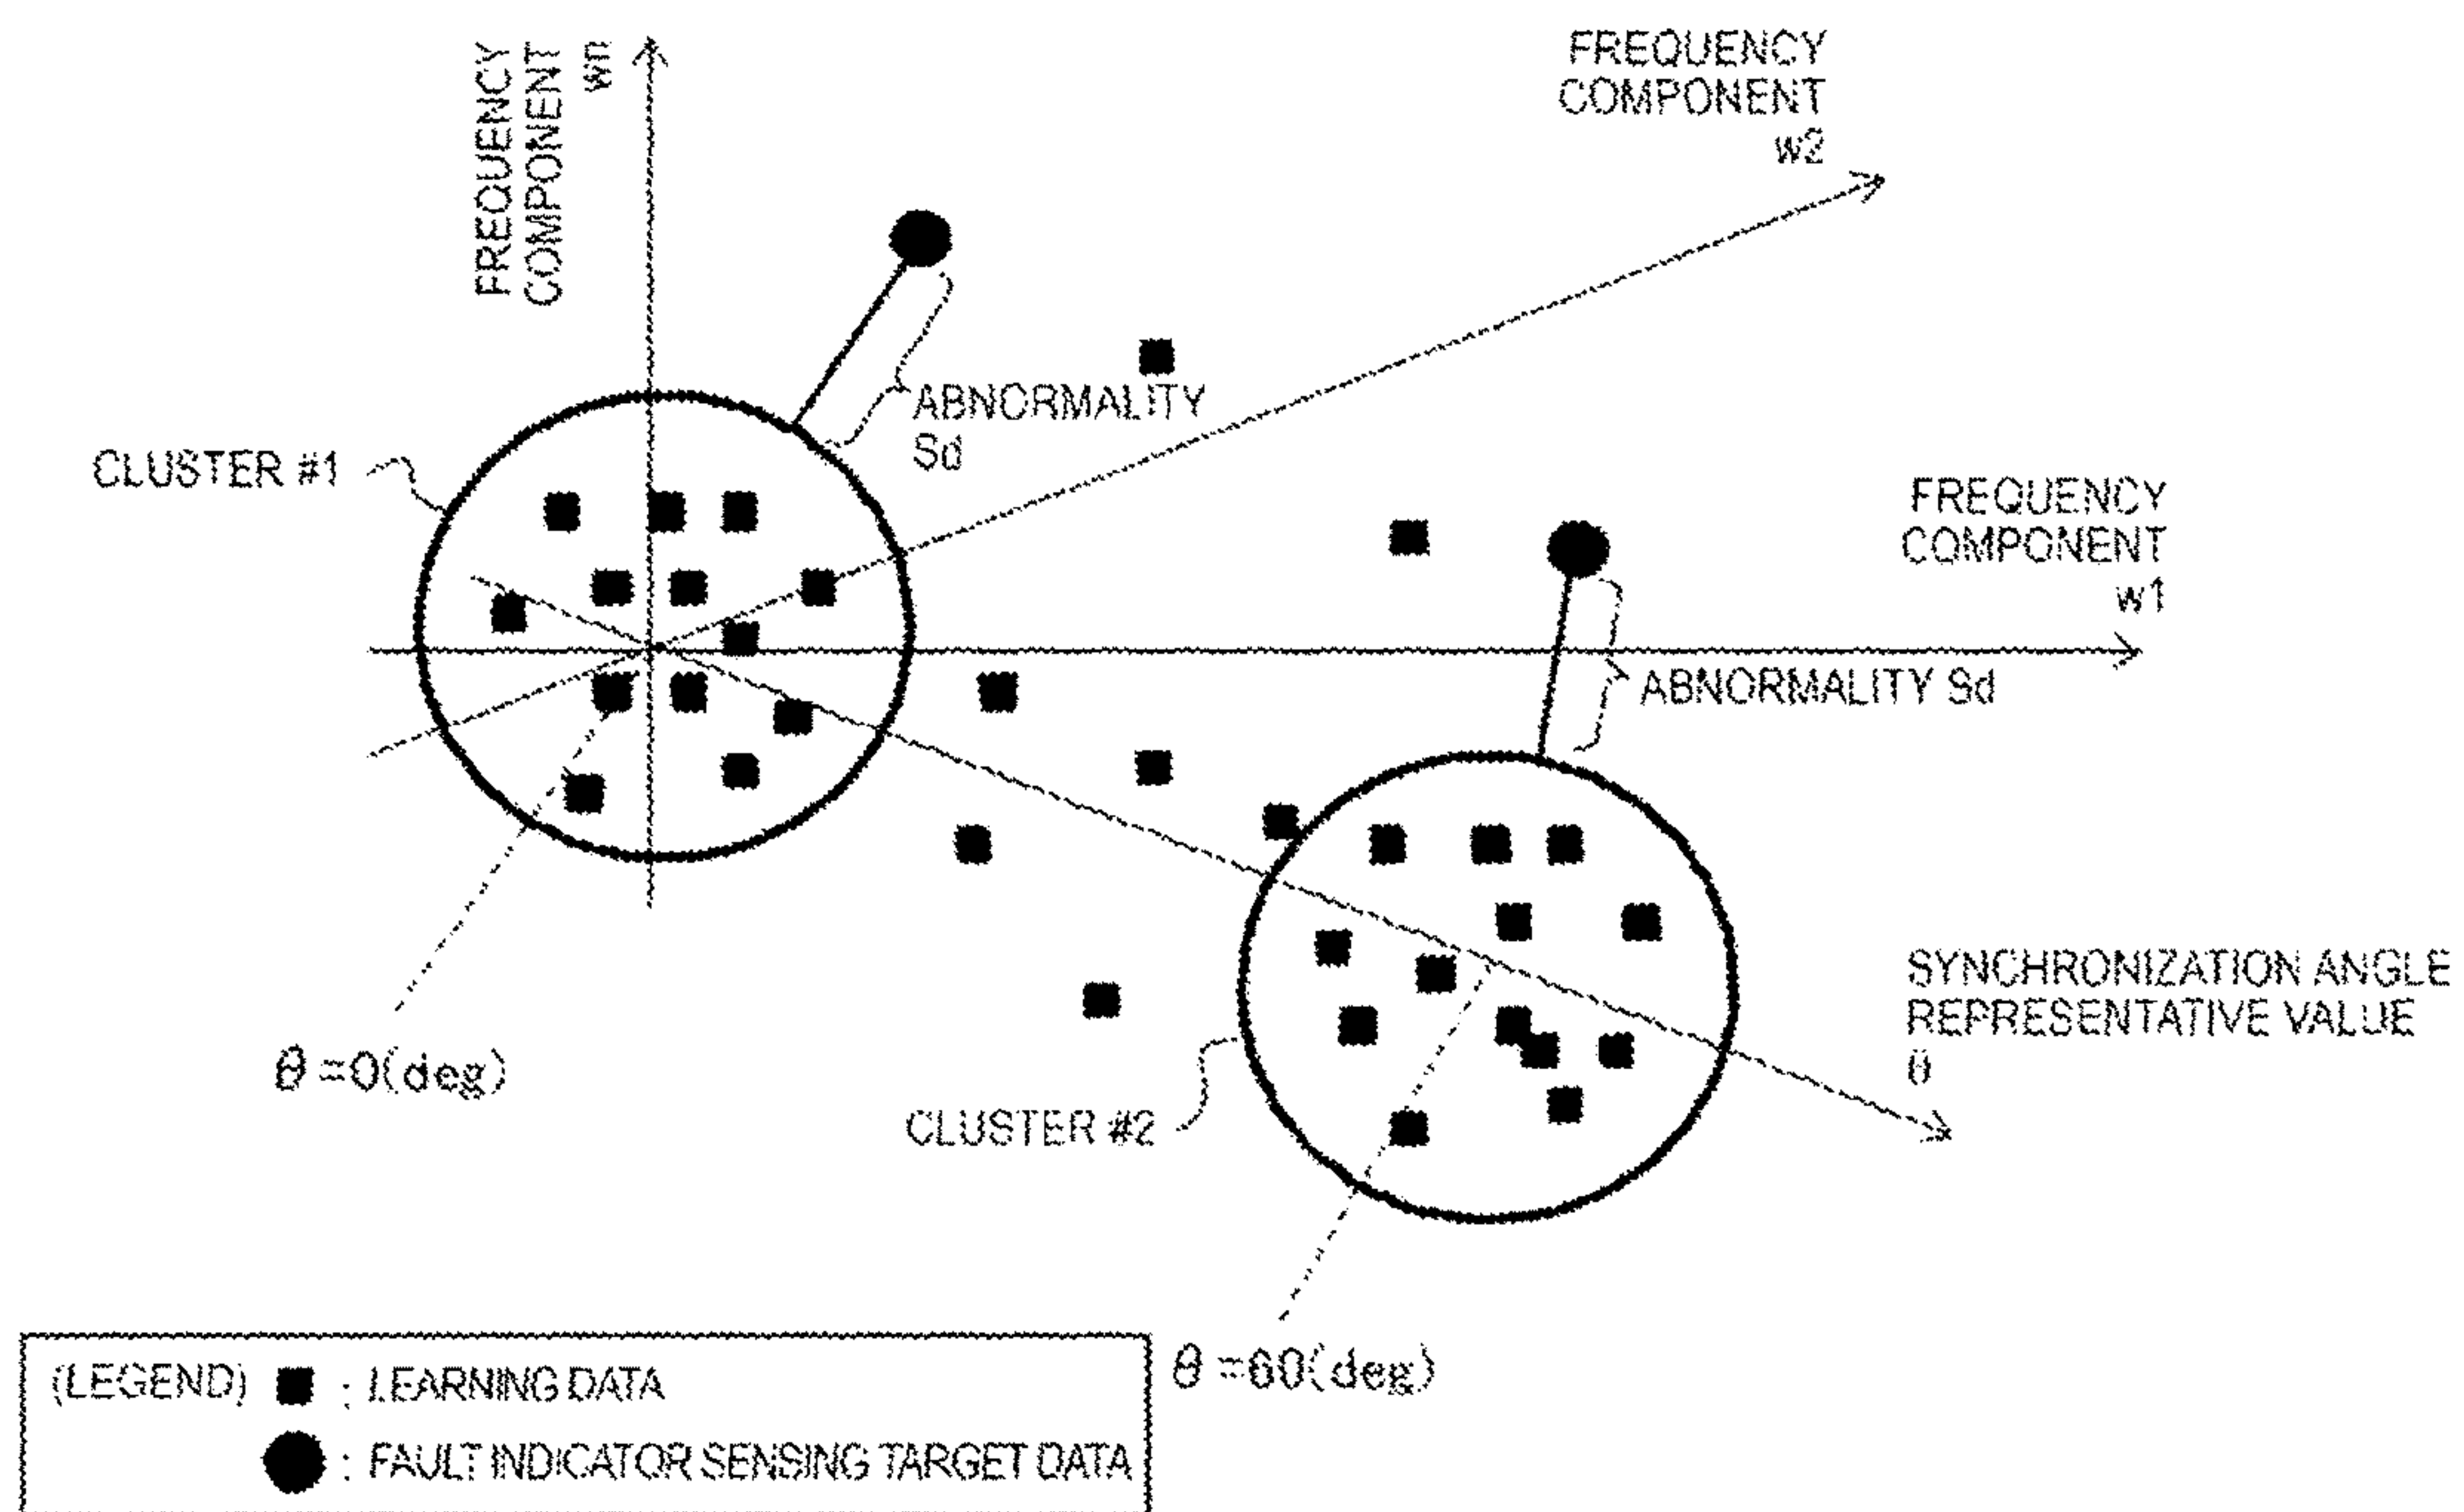 FREQUENCY
COMPONENT
wn
FREQUENCY
COMPONENT
w2
ABNORMALITY
Sd
CLUSTER #1
FREQUENCY
COMPONENT
w1
ABNORMALITY Sd
SYNCHRONIZATION ANGLE
REPRESENTATIVE VALUE
θ
θ =0(deg)
CLUSTER #2
θ =60(deg)
(LEGEND) ■ : LEARNING DATA
● : FAULT INDICATOR SENSING TARGET DATA